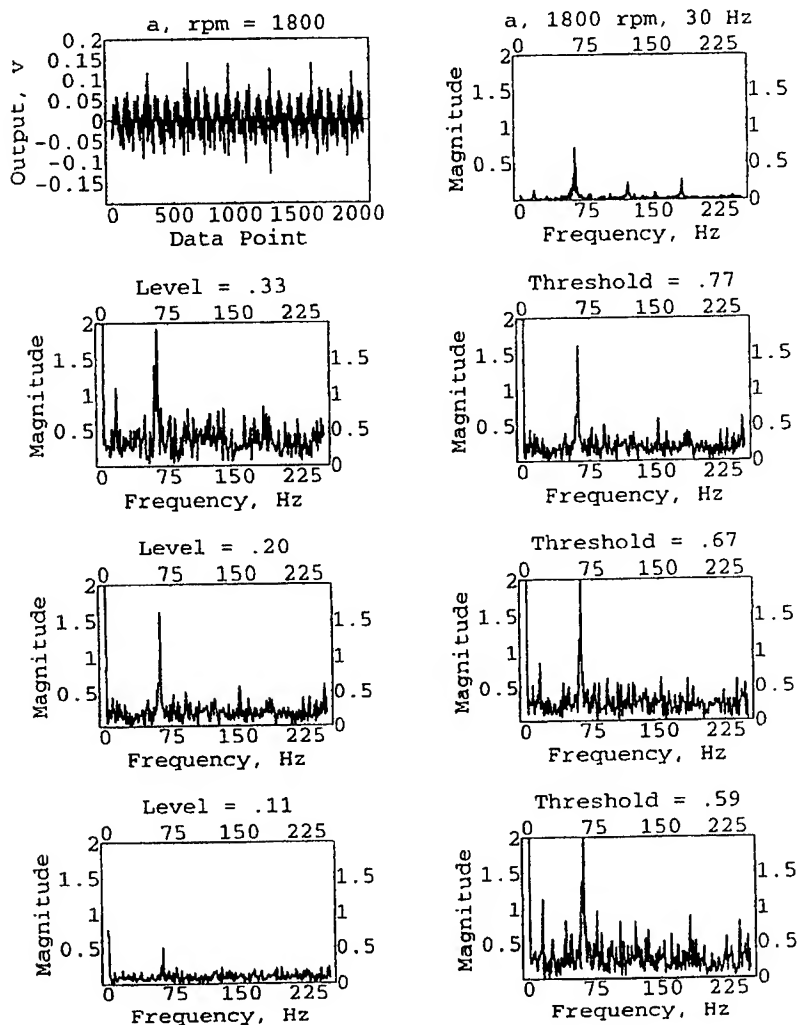 a, rpm = 1800
0.2
0.15
0.1
0.05
0
-0.05
-0.1
-0.15
Output, v
0 500 1000 1500 2000
Data Point
a, 1800 rpm, 30 Hz
0 75 150 225
2
1.5
1
0.5
1.5
1
0.5
0
Magnitude
0 75 150 225
Frequency, Hz
Level = .33
0 75 150 225
2
1.5
1
0.5
1.5
1
0.5
0
Magnitude
0 75 150 225
Frequency, Hz
Threshold = .77
0 75 150 225
2
1.5
1
0.5
1.5
1
0.5
0
Magnitude
0 75 150 225
Frequency, Hz
Level = .20
0 75 150 225
2
1.5
1
0.5
1.5
1
0.5
0
Magnitude
0 75 150 225
Frequency, Hz
Threshold = .67
0 75 150 225
2
1.5
1
0.5
1.5
1
0.5
0
Magnitude
0 75 150 225
Frequency, Hz
Level = .11
0 75 150 225
2
1.5
1
0.5
1.5
1
0.5
0
Magnitude
0 75 150 225
Frequency, Hz
Threshold = .59
0 75 150 225
2
1.5
1
0.5
1.5
1
0.5
0
Magnitude
0 75 150 225
Frequency, Hz